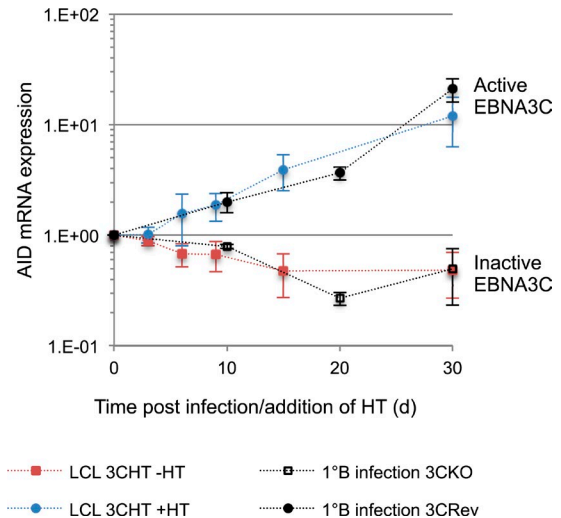 1.E+02
Active
EBNA3C
1.E+01
AID mRNA expression
1.E+00
Inactive
EBNA3C
1.E-01
0 10 20 30
Time post infection/addition of HT (d)
LCL 3CHT -HT 1°B infection 3CKO
LCL 3CHT +HT 1°B infection 3CRev